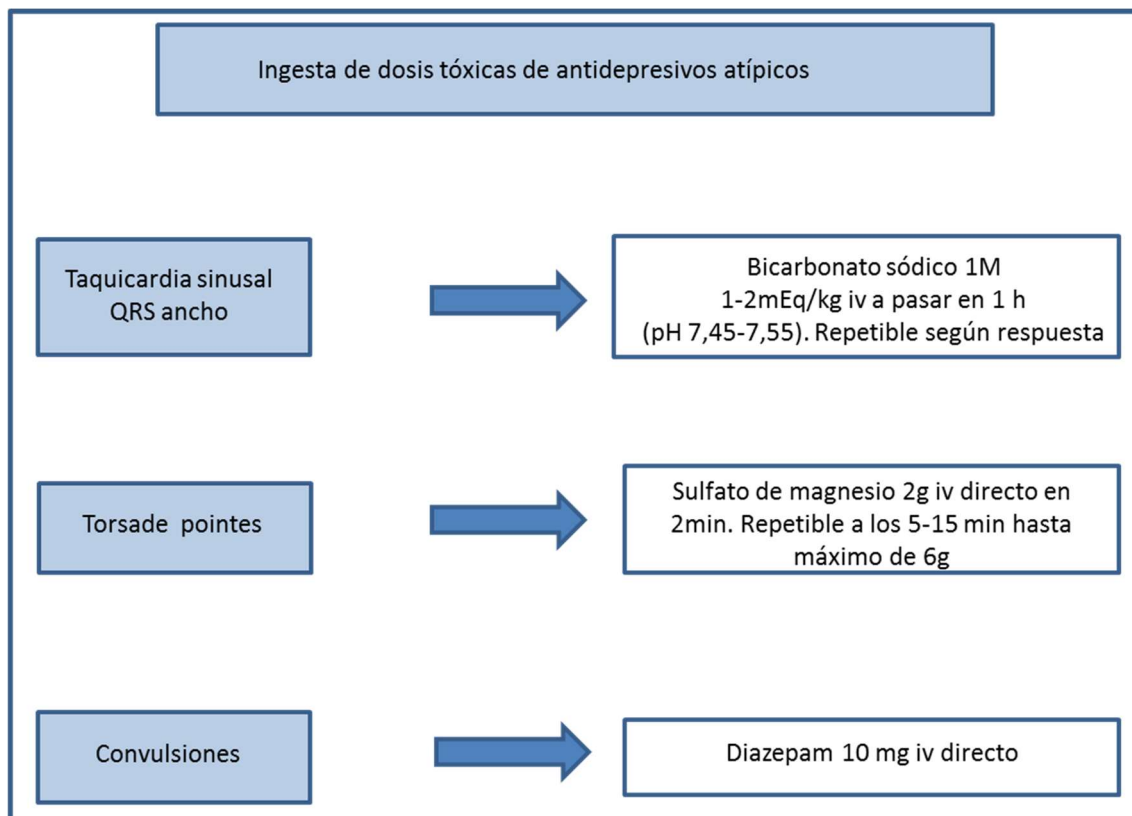 Ingesta de dosis tóxicas de antidepresivos atípicos
Taquicardia sinusal
QRS ancho
Bicarbonato sódico 1M
1-2mEq/kg iv a pasar en 1 h
(pH 7,45-7,55). Repetible según respuesta
Torsade pointes
Sulfato de magnesio 2g iv directo en
2min. Repetible a los 5-15 min hasta
máximo de 6g
Convulsiones
Diazepam 10 mg iv directo